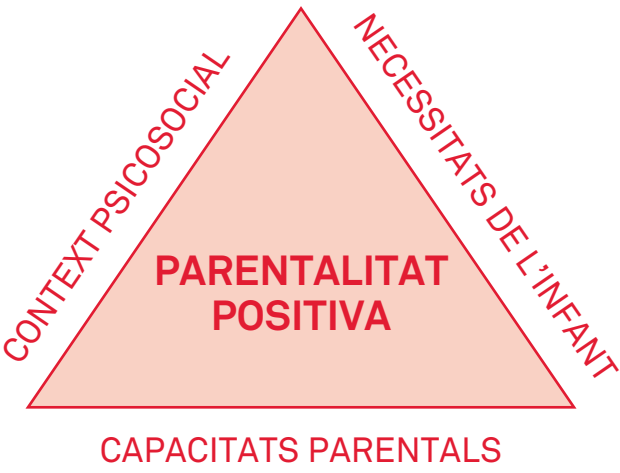 CONTEXT PSICOSOCIAL
NECESSITATS DE L'INFANT
PARENTALITAT
POSITIVA
CAPACITATS PARENTALS